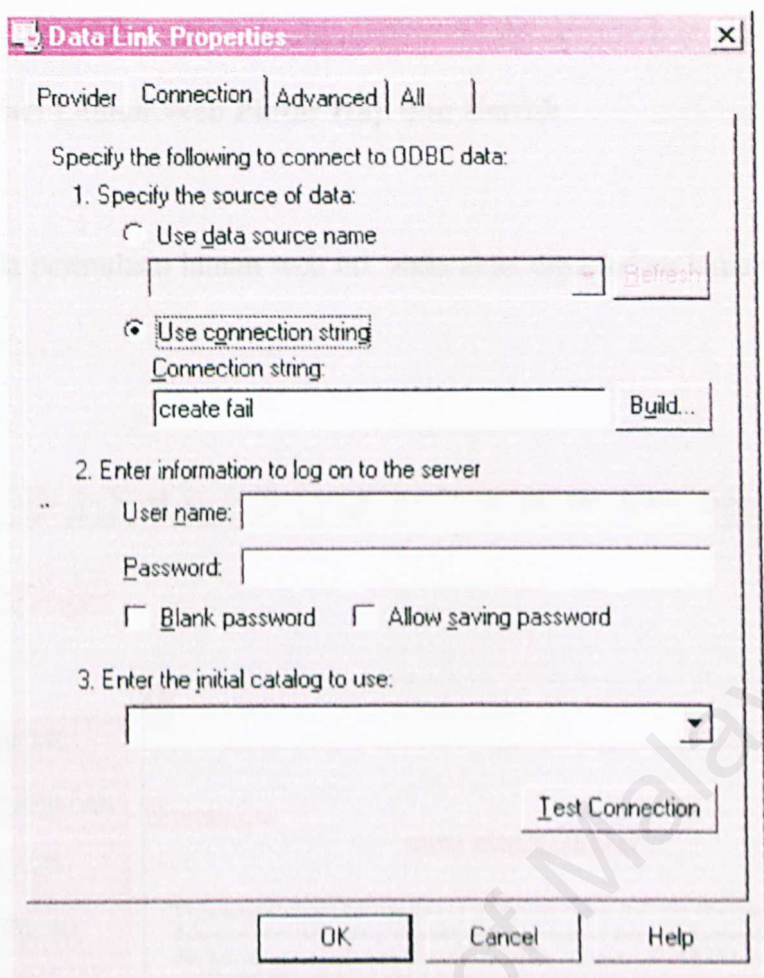 Data Link Properties
Provider Connection Advanced All
Specify the following to connect to ODBC data:
1. Specify the source of data:
Use data source name
Refresh
Use connection string
Connection string:
create fail
Build...
2. Enter information to log on to the server
User name:
Password:
Blank password Allow saving password
3. Enter the initial catalog to use:
Test Connection
OK Cancel Help
of Malay